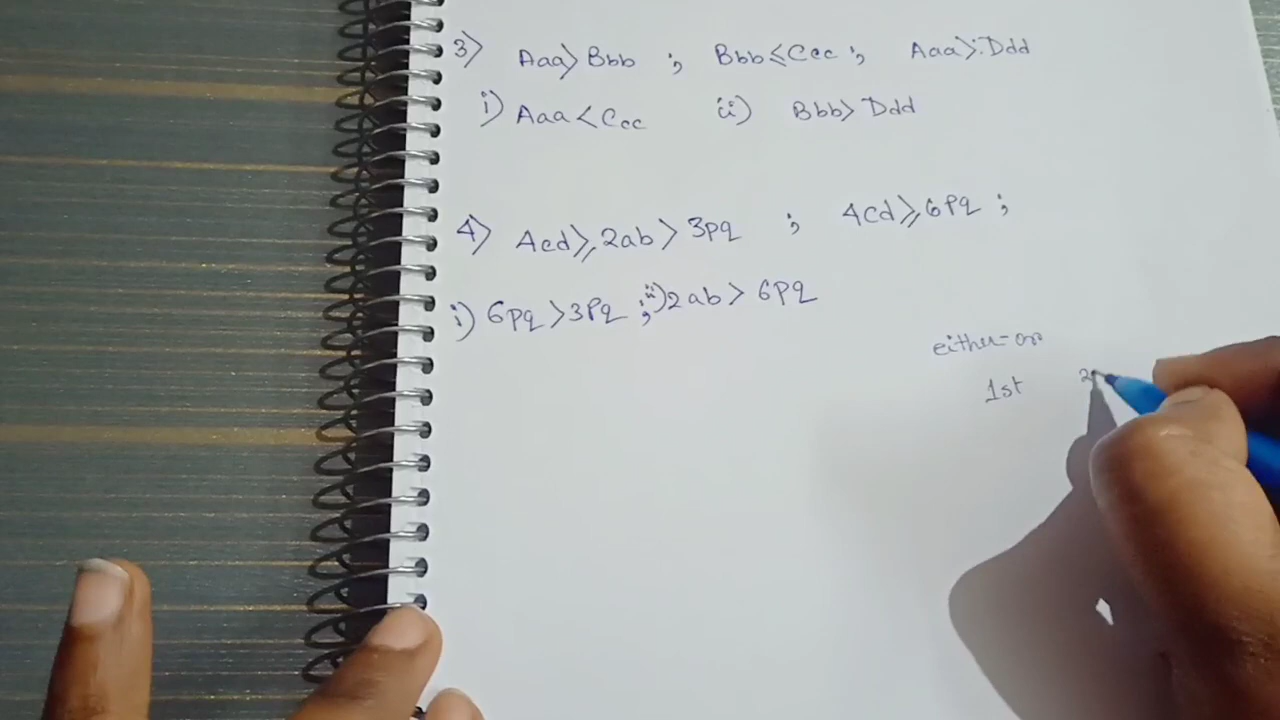 3) Aaa>Bbb ; Bbb≤Ccc ; Aaa>Ddd
i) Aaa<Ccc ii) Bbb>Ddd
4) 4cd≥2ab>3pq ; 4cd≥6pq ;
i) 6pq>3pq ; ii) 2ab>6pq
either-or
1st